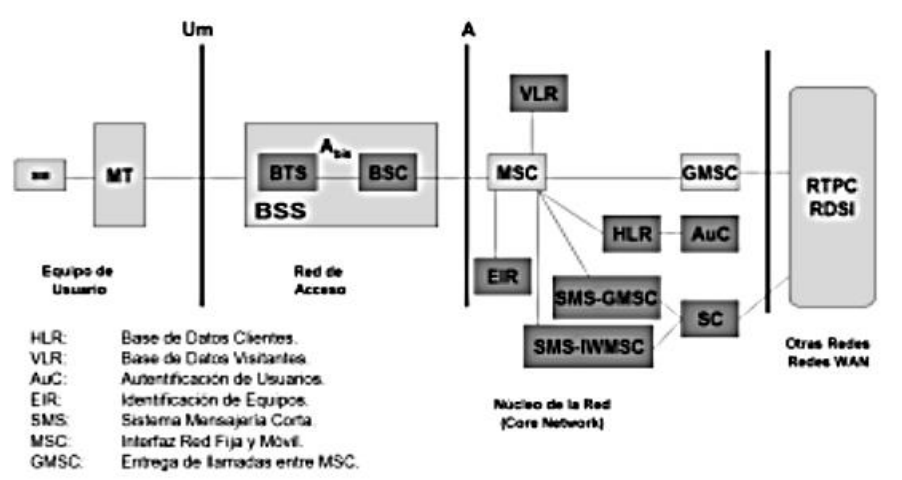 Um
A
VLR
MT
A bis
BTS
BSC
BSS
MSC
GMSC
RTPC
RDSI
HLR
AuC
EIR
SMS-GMSC
SC
SMS-IWMSC
Equipo de
Usuario
Red de
Acceso
Núcleo de la Red
(Core Network)
Otras Redes
Redes WAN
HLR: Base de Datos Clientes.
VLR: Base de Datos Visitantes.
AuC: Autentificación de Usuarios.
EIR: Identificación de Equipos.
SMS: Sistema Mensajería Corta.
MSC: Interfaz Red Fija y Móvil.
GMSC: Entrega de llamadas entre MSC.